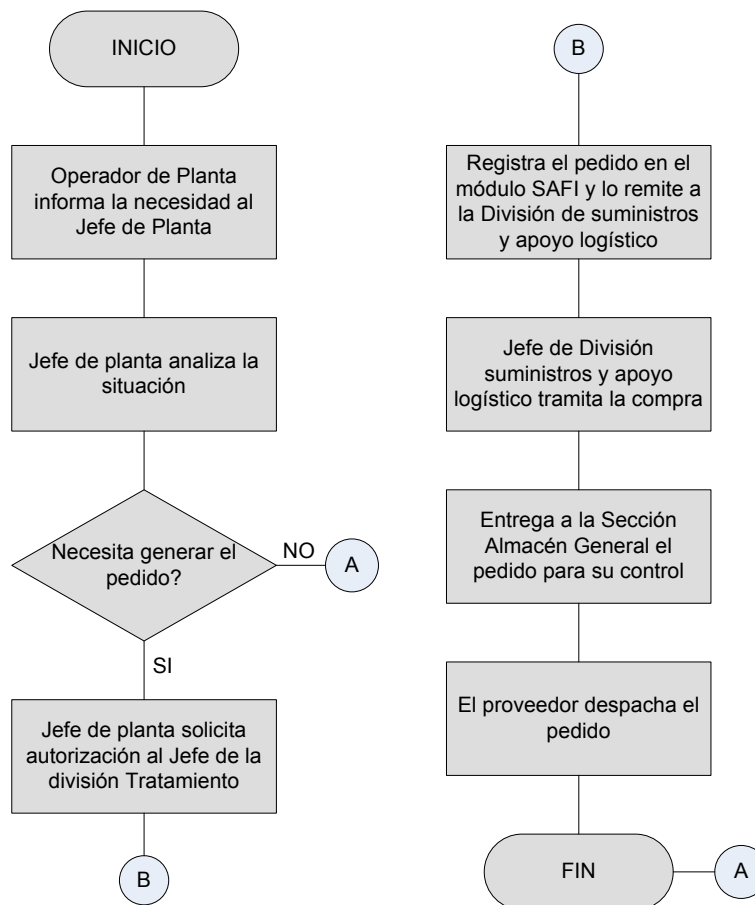 INICIO
Operador de Planta
informa la necesidad al
Jefe de Planta
Jefe de planta analiza la
situación
Necesita generar el
pedido?
NO
A
SI
Jefe de planta solicita
autorización al Jefe de la
división Tratamiento
B
B
Registra el pedido en el
módulo SAFI y lo remite a
la División de suministros
y apoyo logístico
Jefe de División
suministros y apoyo
logístico tramita la compra
Entrega a la Sección
Almacén General el
pedido para su control
El proveedor despacha el
pedido
FIN
A